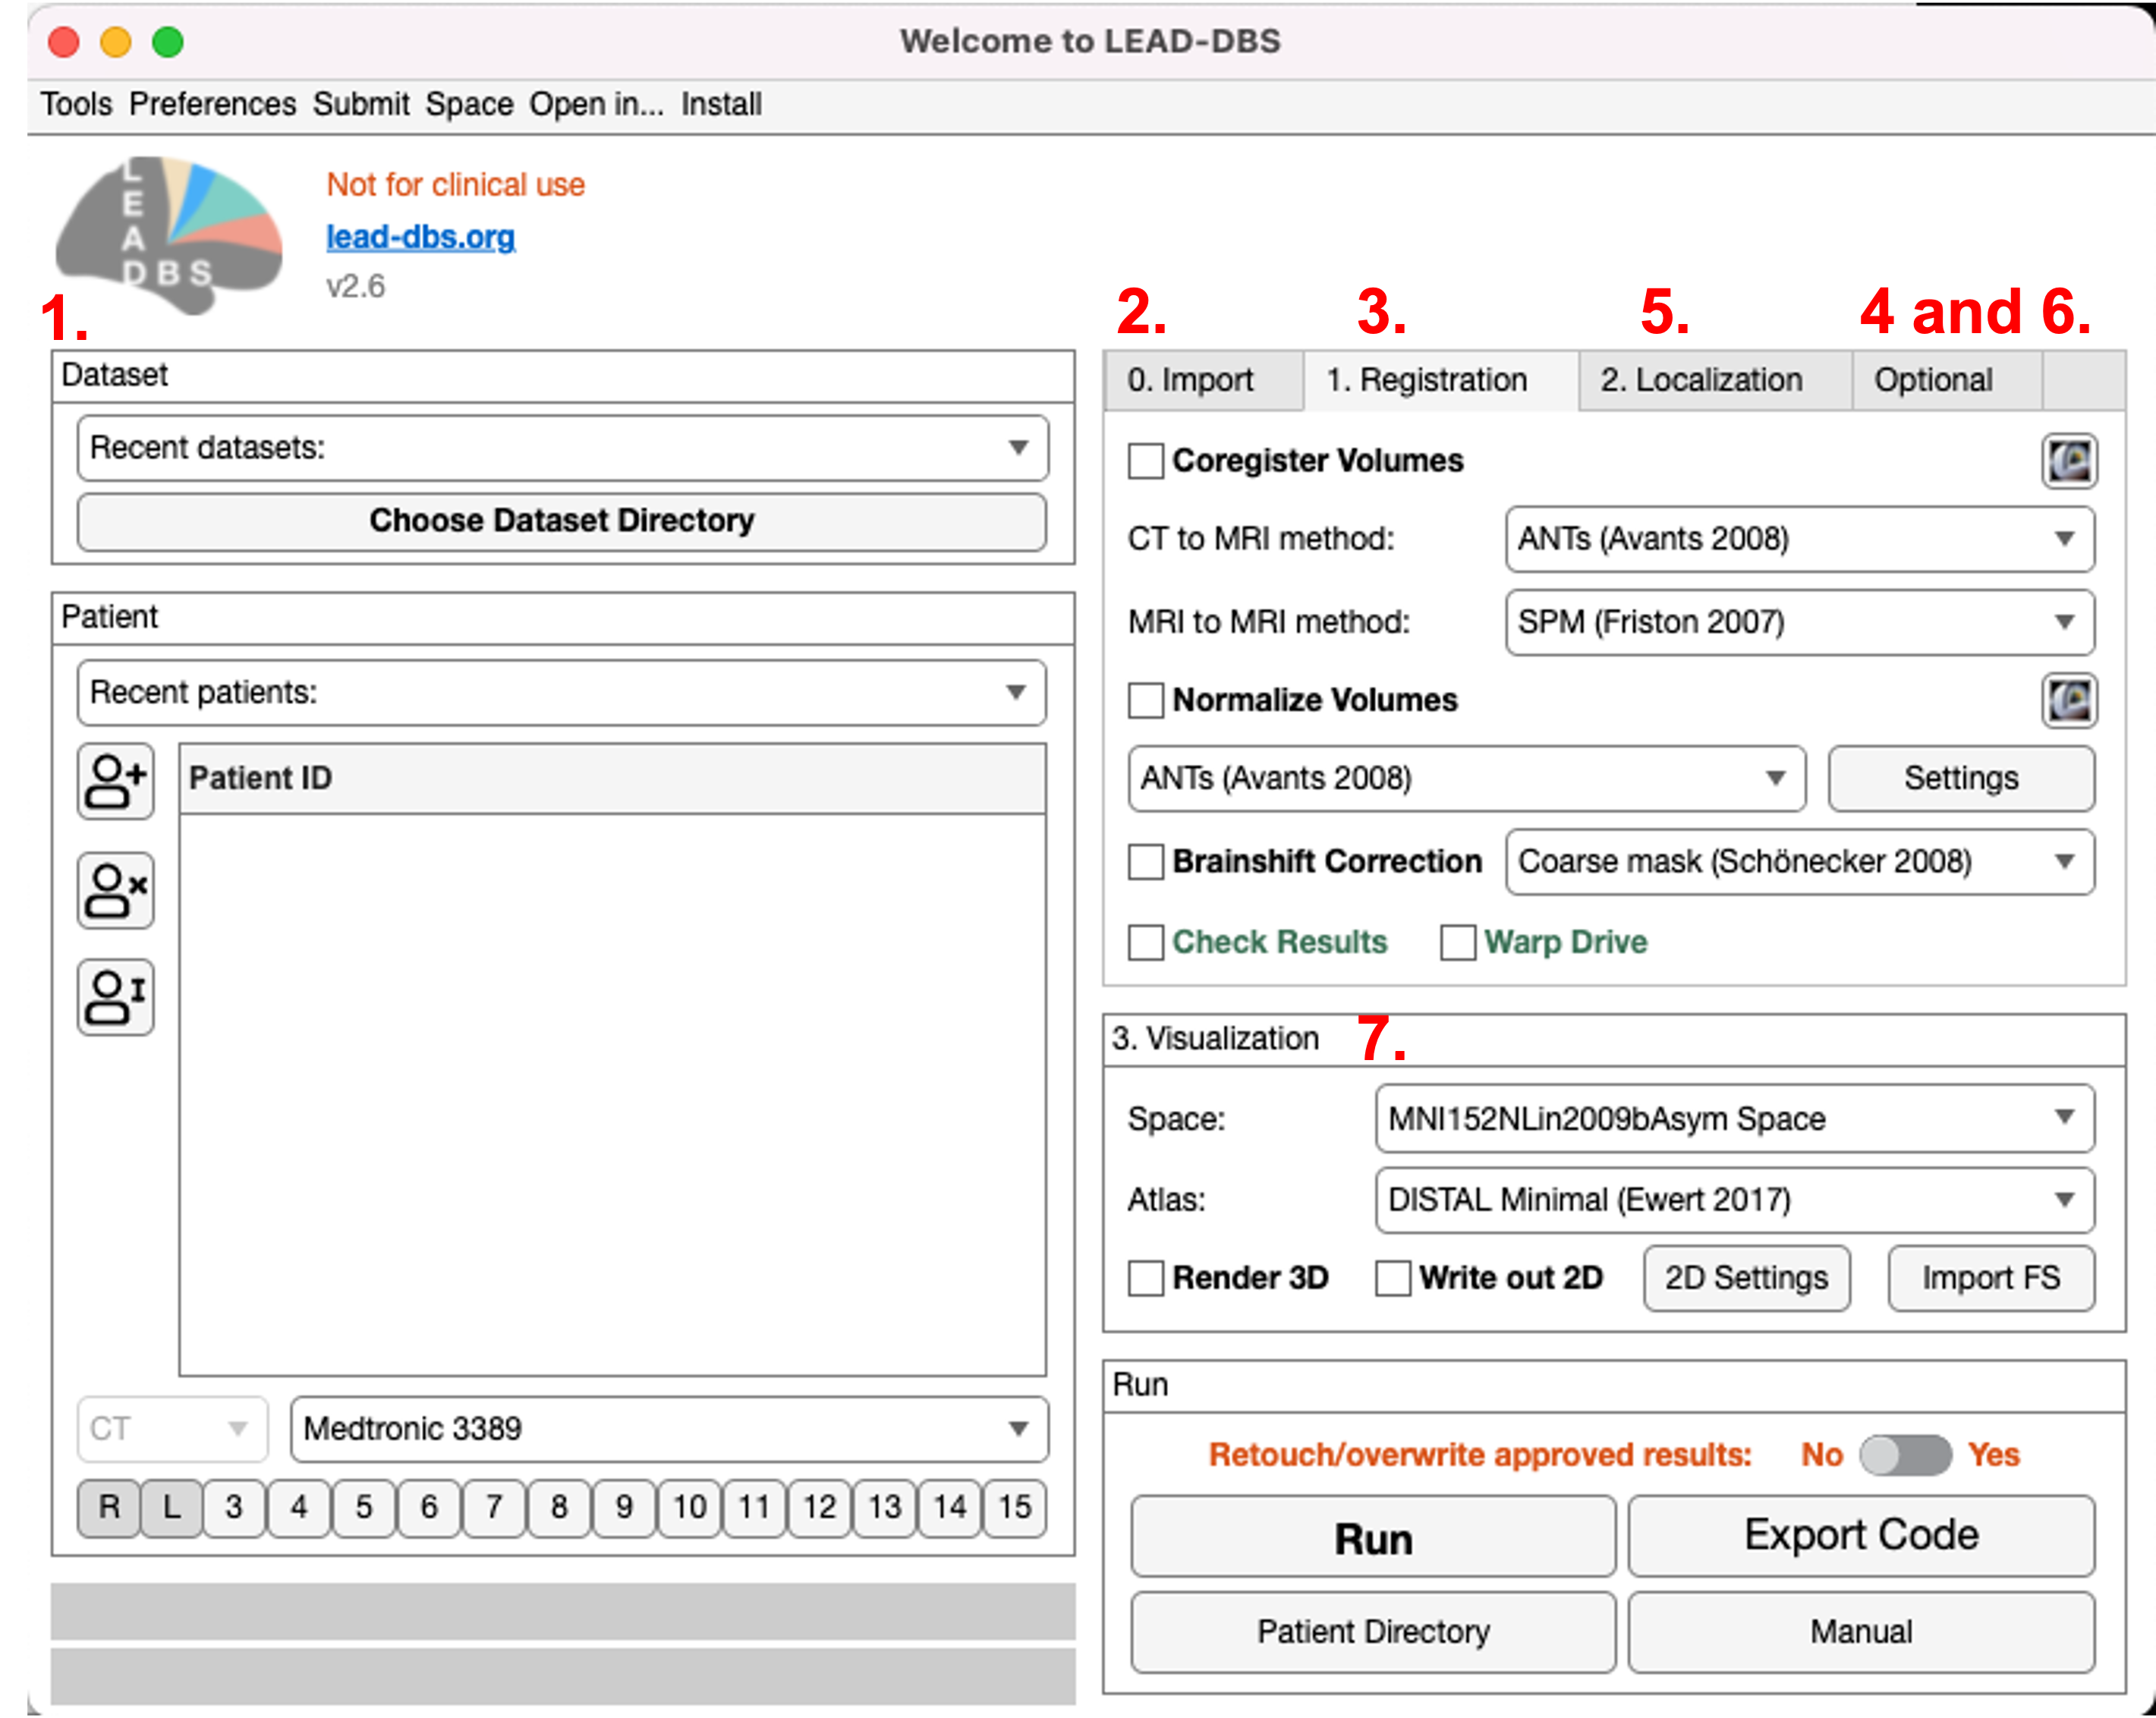 Welcome to LEAD-DBS
Tools Preferences Submit Space Open in... Install
L
E
A
D B S
Not for clinical use
lead-dbs.org
v2.6
1.
Dataset
Recent datasets:
Choose Dataset Directory
Patient
Recent patients:
Patient ID
CT
Medtronic 3389
R L 3 4 5 6 7 8 9 10 11 12 13 14 15
2. 3. 5. 4 and 6.
0. Import 1. Registration 2. Localization Optional
Coregister Volumes
CT to MRI method: ANTs (Avants 2008)
MRI to MRI method: SPM (Friston 2007)
Normalize Volumes
ANTs (Avants 2008) Settings
Brainshift Correction Coarse mask (Schönecker 2008)
Check Results Warp Drive
3. Visualization 7.
Space: MNI152NLin2009bAsym Space
Atlas: DISTAL Minimal (Ewert 2017)
Render 3D Write out 2D 2D Settings Import FS
Run
Retouch/overwrite approved results: No Yes
Run Export Code
Patient Directory Manual